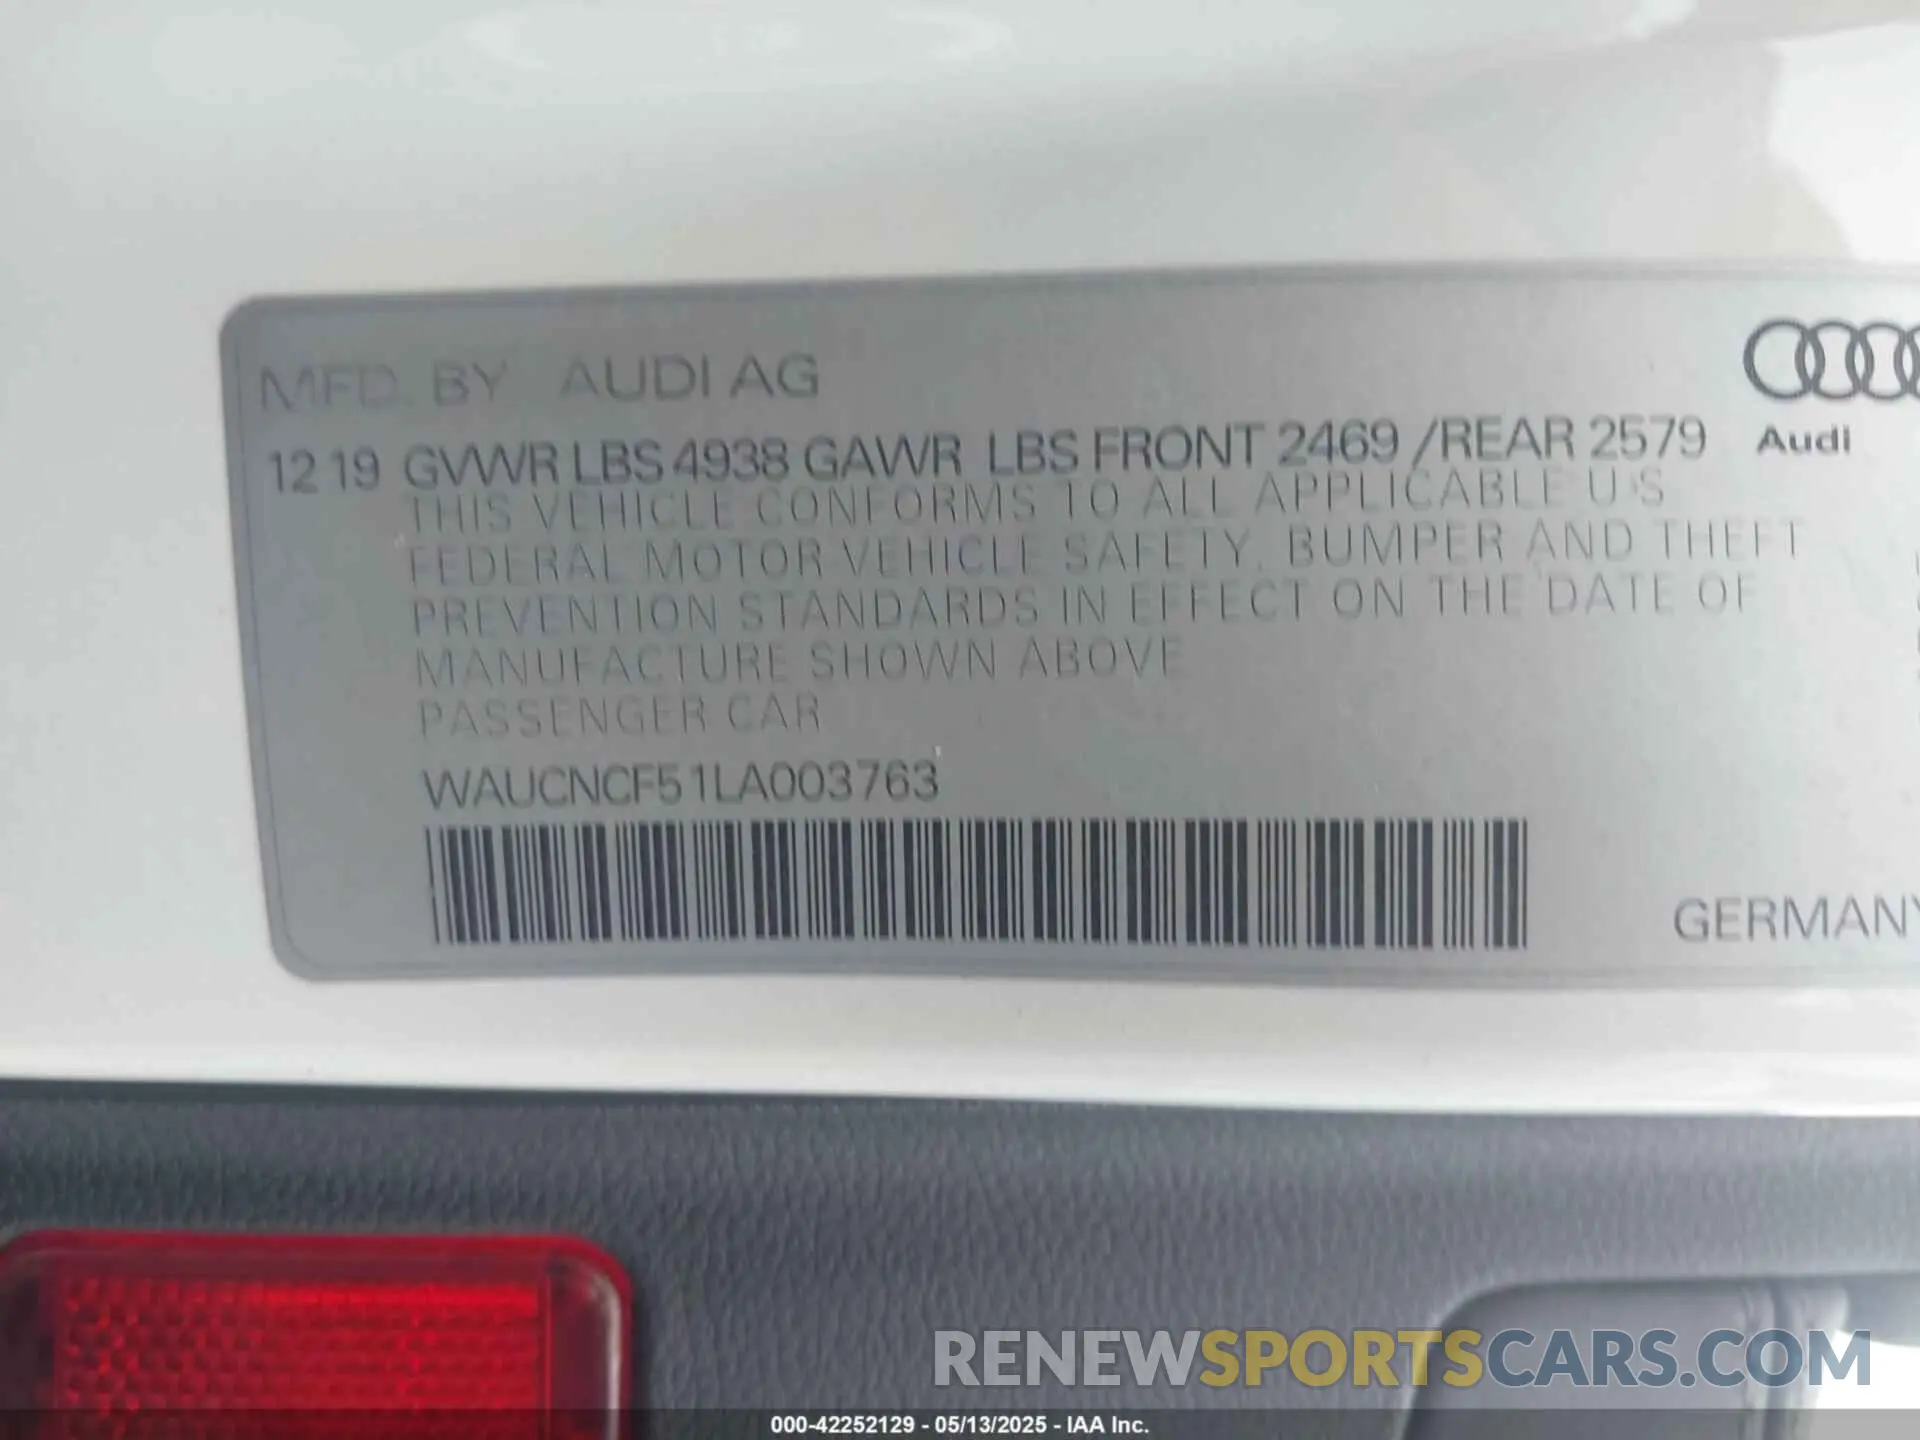 MFD. BY AUDI AG
12 19 GVWR LBS 4938 GAWR LBS FRONT 2469 /REAR 2579
Audi
THIS VEHICLE CONFORMS TO ALL APPLICABLE U.S
FEDERAL MOTOR VEHICLE SAFETY, BUMPER AND THEFT
PREVENTION STANDARDS IN EFFECT ON THE DATE OF
MANUFACTURE SHOWN ABOVE
PASSENGER CAR
WAUCNCF51LA003763
GERMANY
RENEWSPORTSCARS.COM
000-42252129 - 05/13/2025 - IAA Inc.